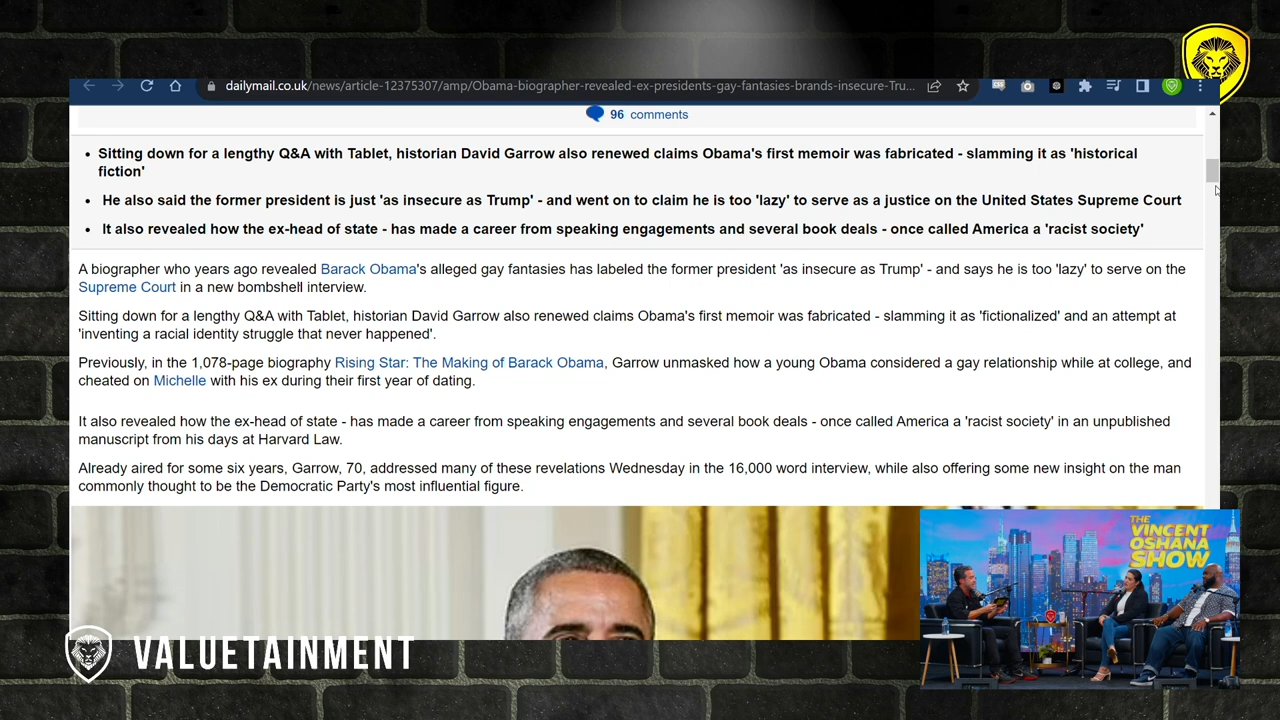 dailymail.co.uk/news/article-12375307/amp/Obama-biographer-revealed-ex-presidents-gay-fantasies-brands-insecure-Tru...
96 comments
• Sitting down for a lengthy Q&A with Tablet, historian David Garrow also renewed claims Obama's first memoir was fabricated - slamming it as 'historical
fiction'
• He also said the former president is just 'as insecure as Trump' - and went on to claim he is too 'lazy' to serve as a justice on the United States Supreme Court
• It also revealed how the ex-head of state - has made a career from speaking engagements and several book deals - once called America a 'racist society'
A biographer who years ago revealed Barack Obama's alleged gay fantasies has labeled the former president 'as insecure as Trump' - and says he is too 'lazy' to serve on the
Supreme Court in a new bombshell interview.
Sitting down for a lengthy Q&A with Tablet, historian David Garrow also renewed claims Obama's first memoir was fabricated - slamming it as 'fictionalized' and an attempt at
'inventing a racial identity struggle that never happened'.
Previously, in the 1,078-page biography Rising Star: The Making of Barack Obama, Garrow unmasked how a young Obama considered a gay relationship while at college, and
cheated on Michelle with his ex during their first year of dating.
It also revealed how the ex-head of state - has made a career from speaking engagements and several book deals - once called America a 'racist society' in an unpublished
manuscript from his days at Harvard Law.
Already aired for some six years, Garrow, 70, addressed many of these revelations Wednesday in the 16,000 word interview, while also offering some new insight on the man
commonly thought to be the Democratic Party's most influential figure.
THE
VINCENT
OSHANA
SHOW
VALUETAINMENT